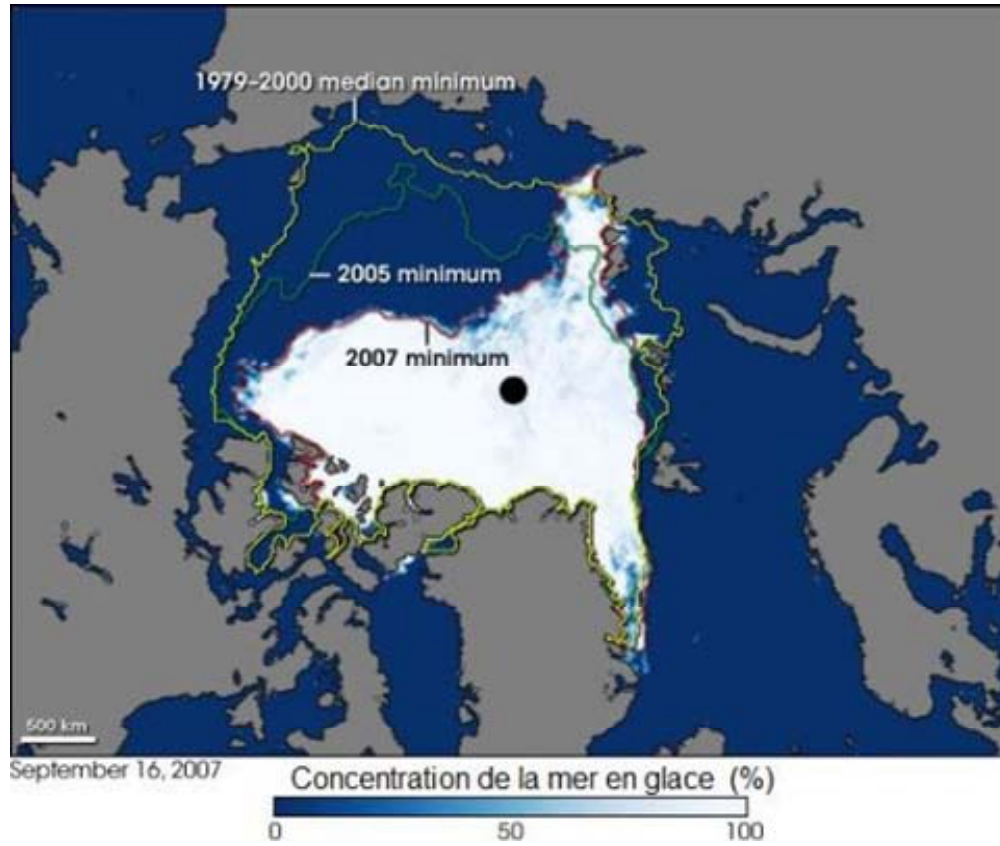 1979-2000 median minimum
2005 minimum
2007 minimum
500 km
September 16, 2007
Concentration de la mer en glace (%)
0 50 100